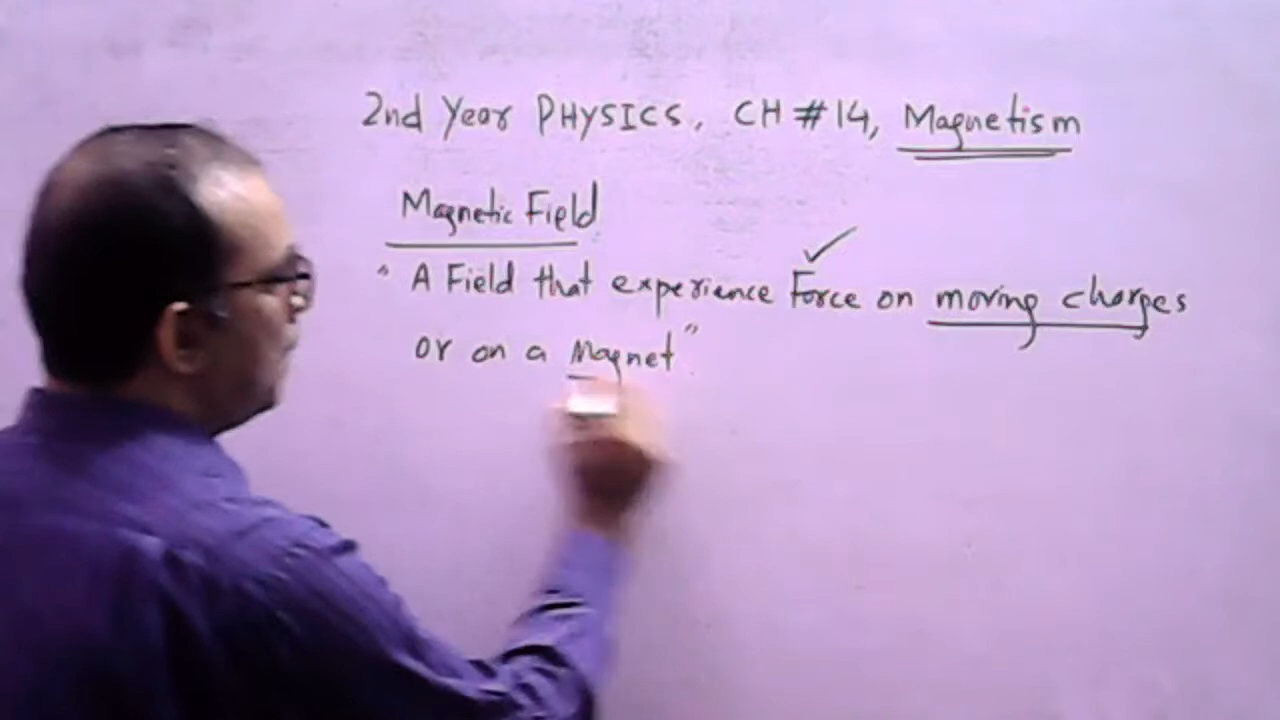 2nd Year PHYSICS, CH # 14, Magnetism
Magnetic Field
" A Field that experience Force on moving charges
or on a Magnet"